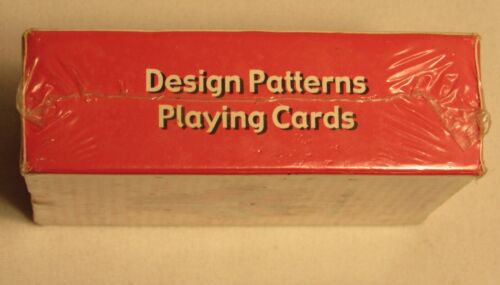 Design Patterns
Playing Cards